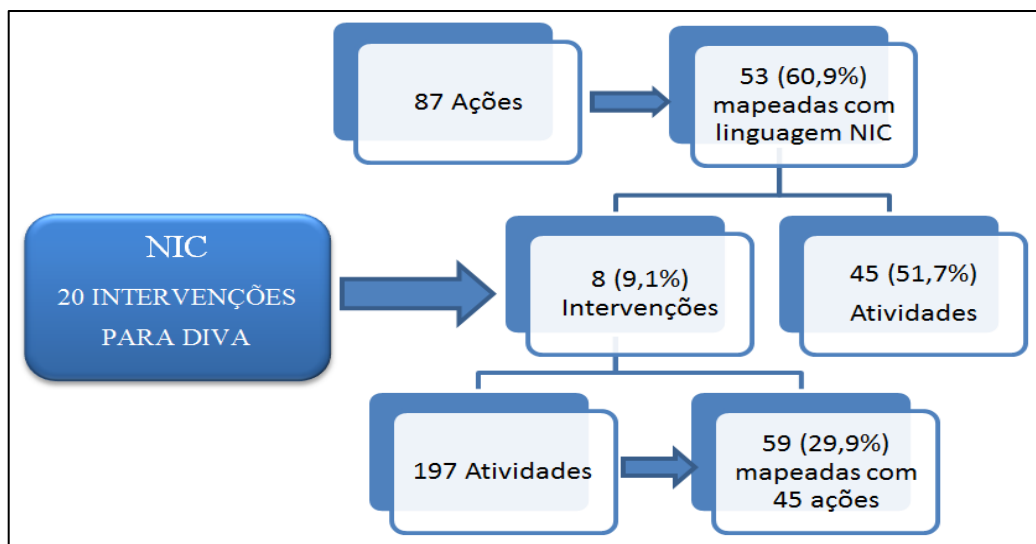 87 Ações
53 (60,9%)
mapeadas com
linguagem NIC
NIC
20 INTERVENÇÕES
PARA DIVA
8 (9,1%)
Intervenções
45 (51,7%)
Atividades
197 Atividades
59 (29,9%)
mapeadas com
45 ações